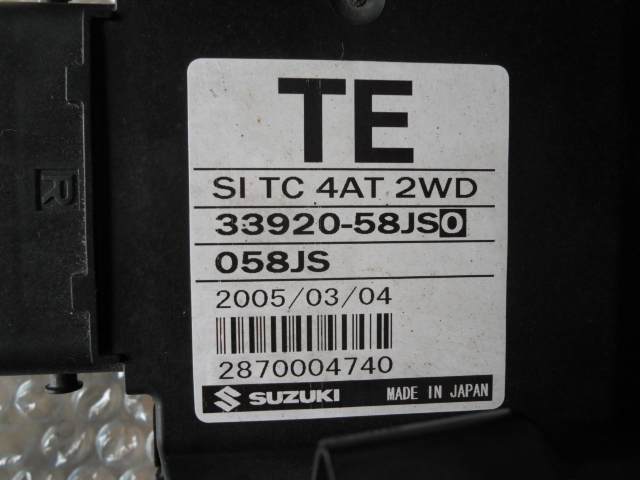 TE
SI TC 4AT 2WD
33920-58JS0
058JS
2005/03/04
2870004740
SUZUKI MADE IN JAPAN
R